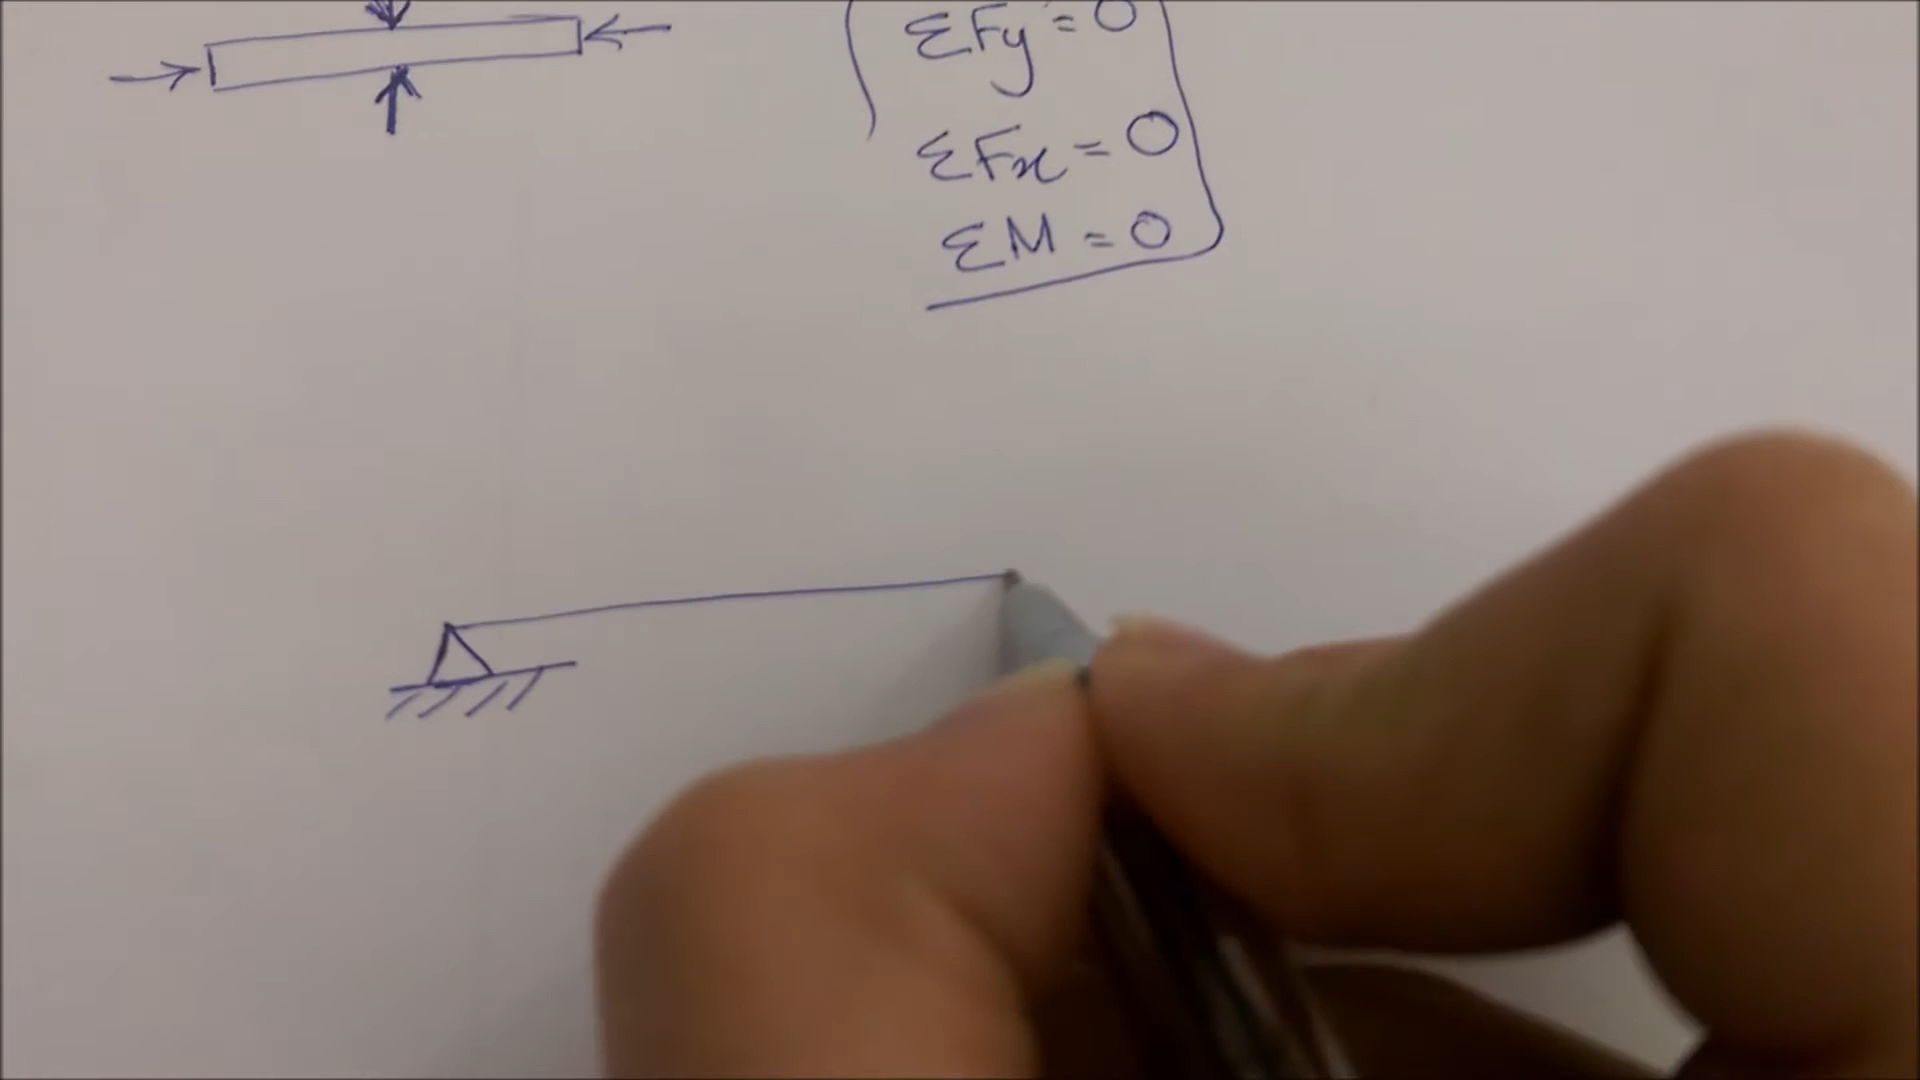 ΣFy = 0
ΣFx = 0
ΣM = 0